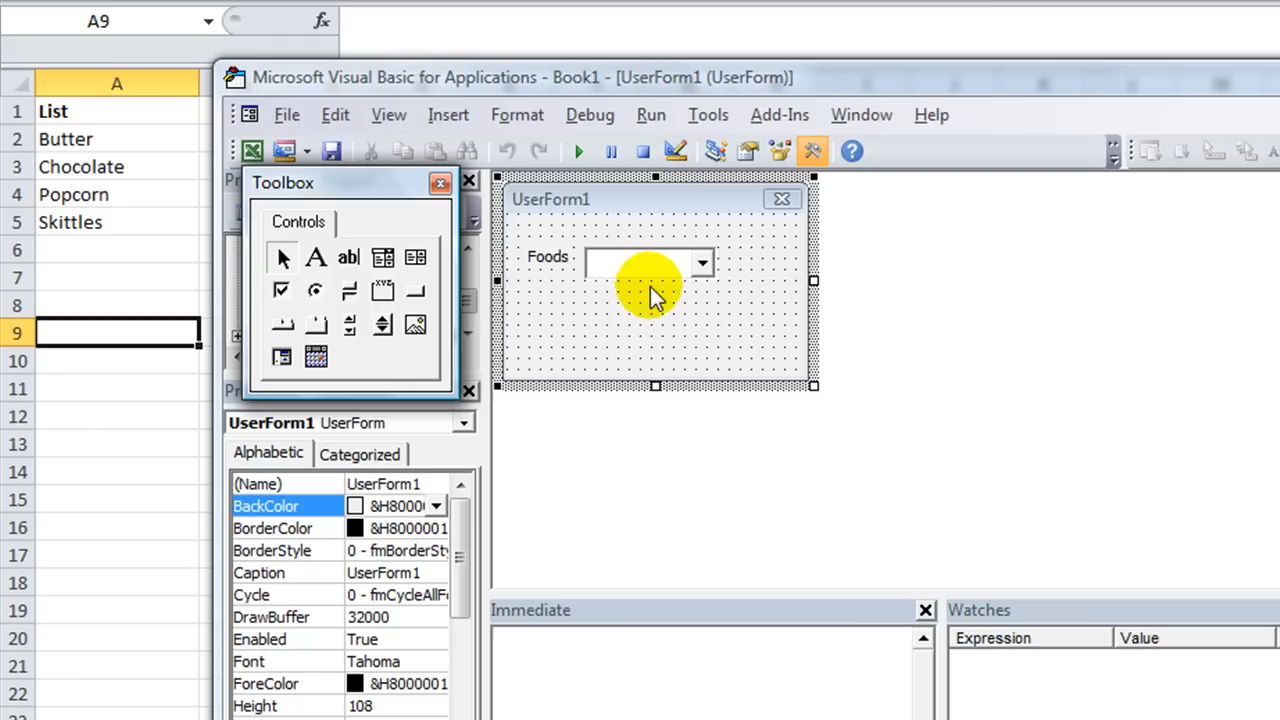 A9
fx
A
1 List
2 Butter
3 Chocolate
4 Popcorn
5 Skittles
6
7
8
9
10
11
12
13
14
15
16
17
18
19
20
21
22
Microsoft Visual Basic for Applications - Book1 - [UserForm1 (UserForm)]
File Edit View Insert Format Debug Run Tools Add-Ins Window Help
Toolbox
Controls
A ab|
XYZ
UserForm1
Foods
UserForm1 UserForm
Alphabetic Categorized
(Name) UserForm1
BackColor &H8000
BorderColor &H8000001
BorderStyle 0 - fmBorderSty
Caption UserForm1
Cycle 0 - fmCycleAllF
DrawBuffer 32000
Enabled True
Font Tahoma
ForeColor &H8000001
Height 108
Immediate
Watches
Expression Value